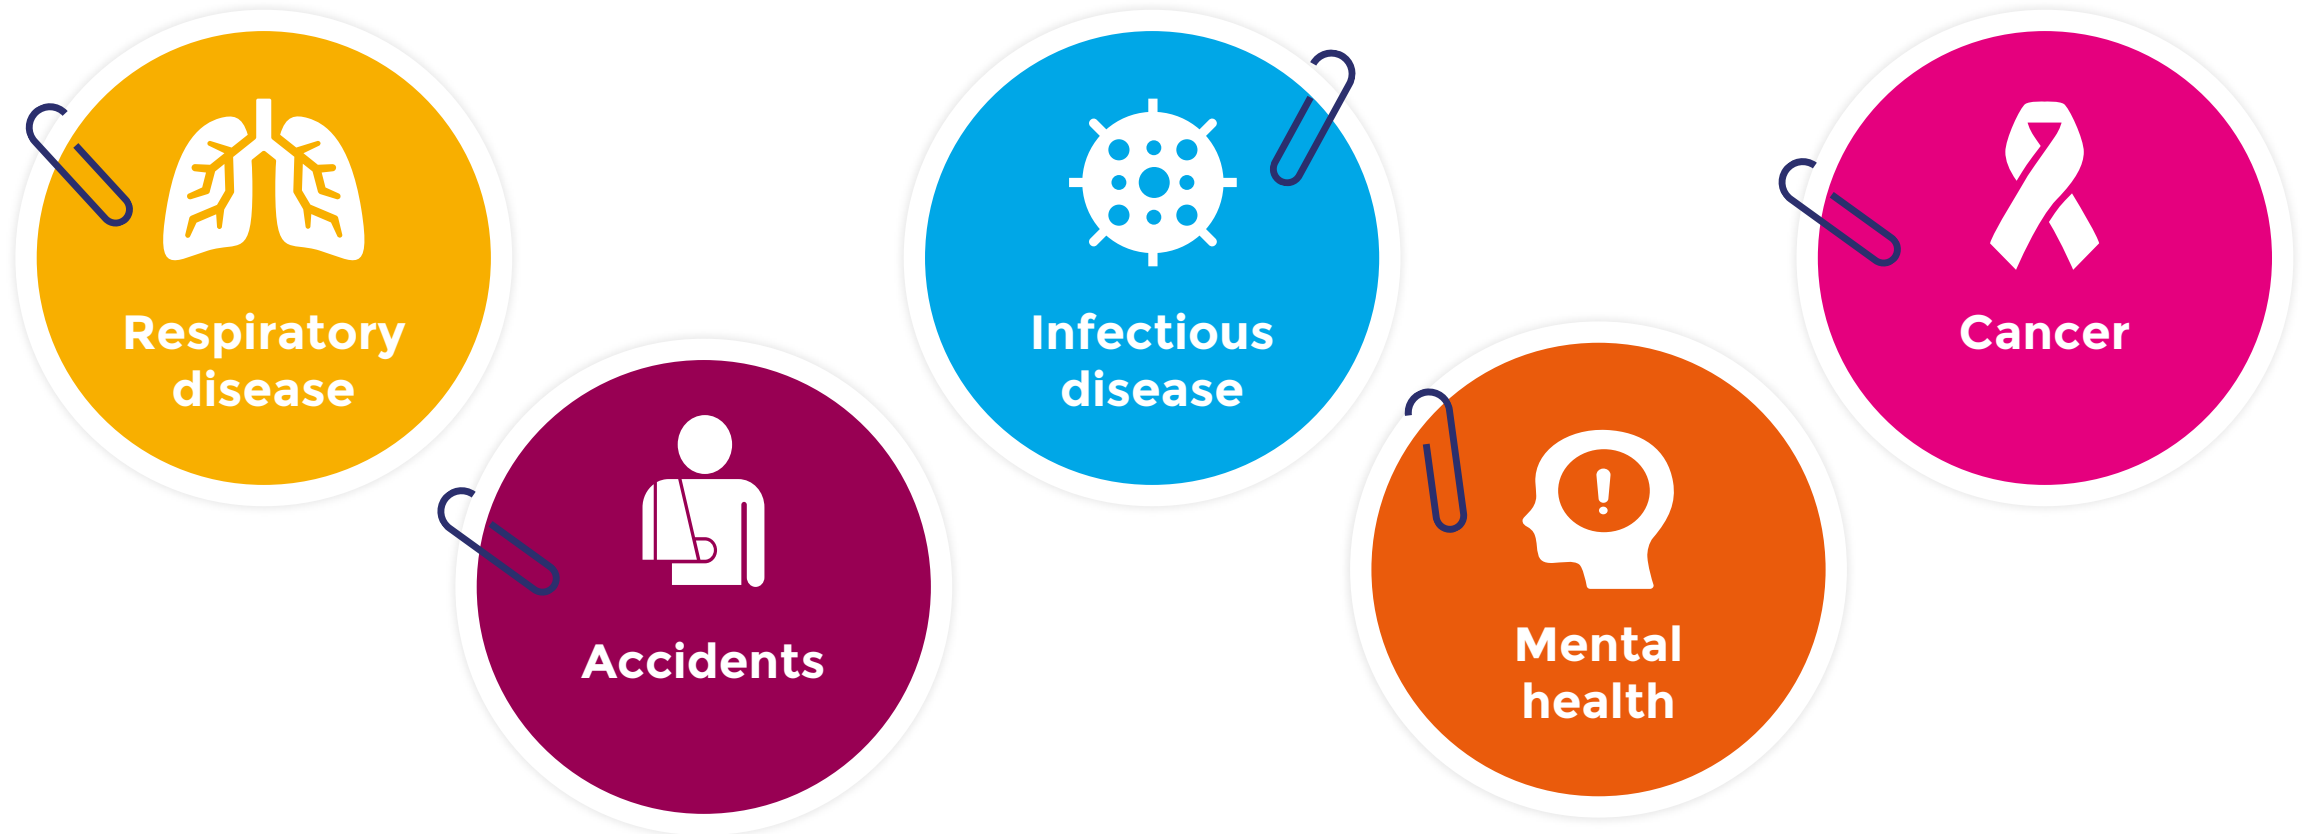 Respiratory
disease
Accidents
Infectious
disease
Mental
health
Cancer